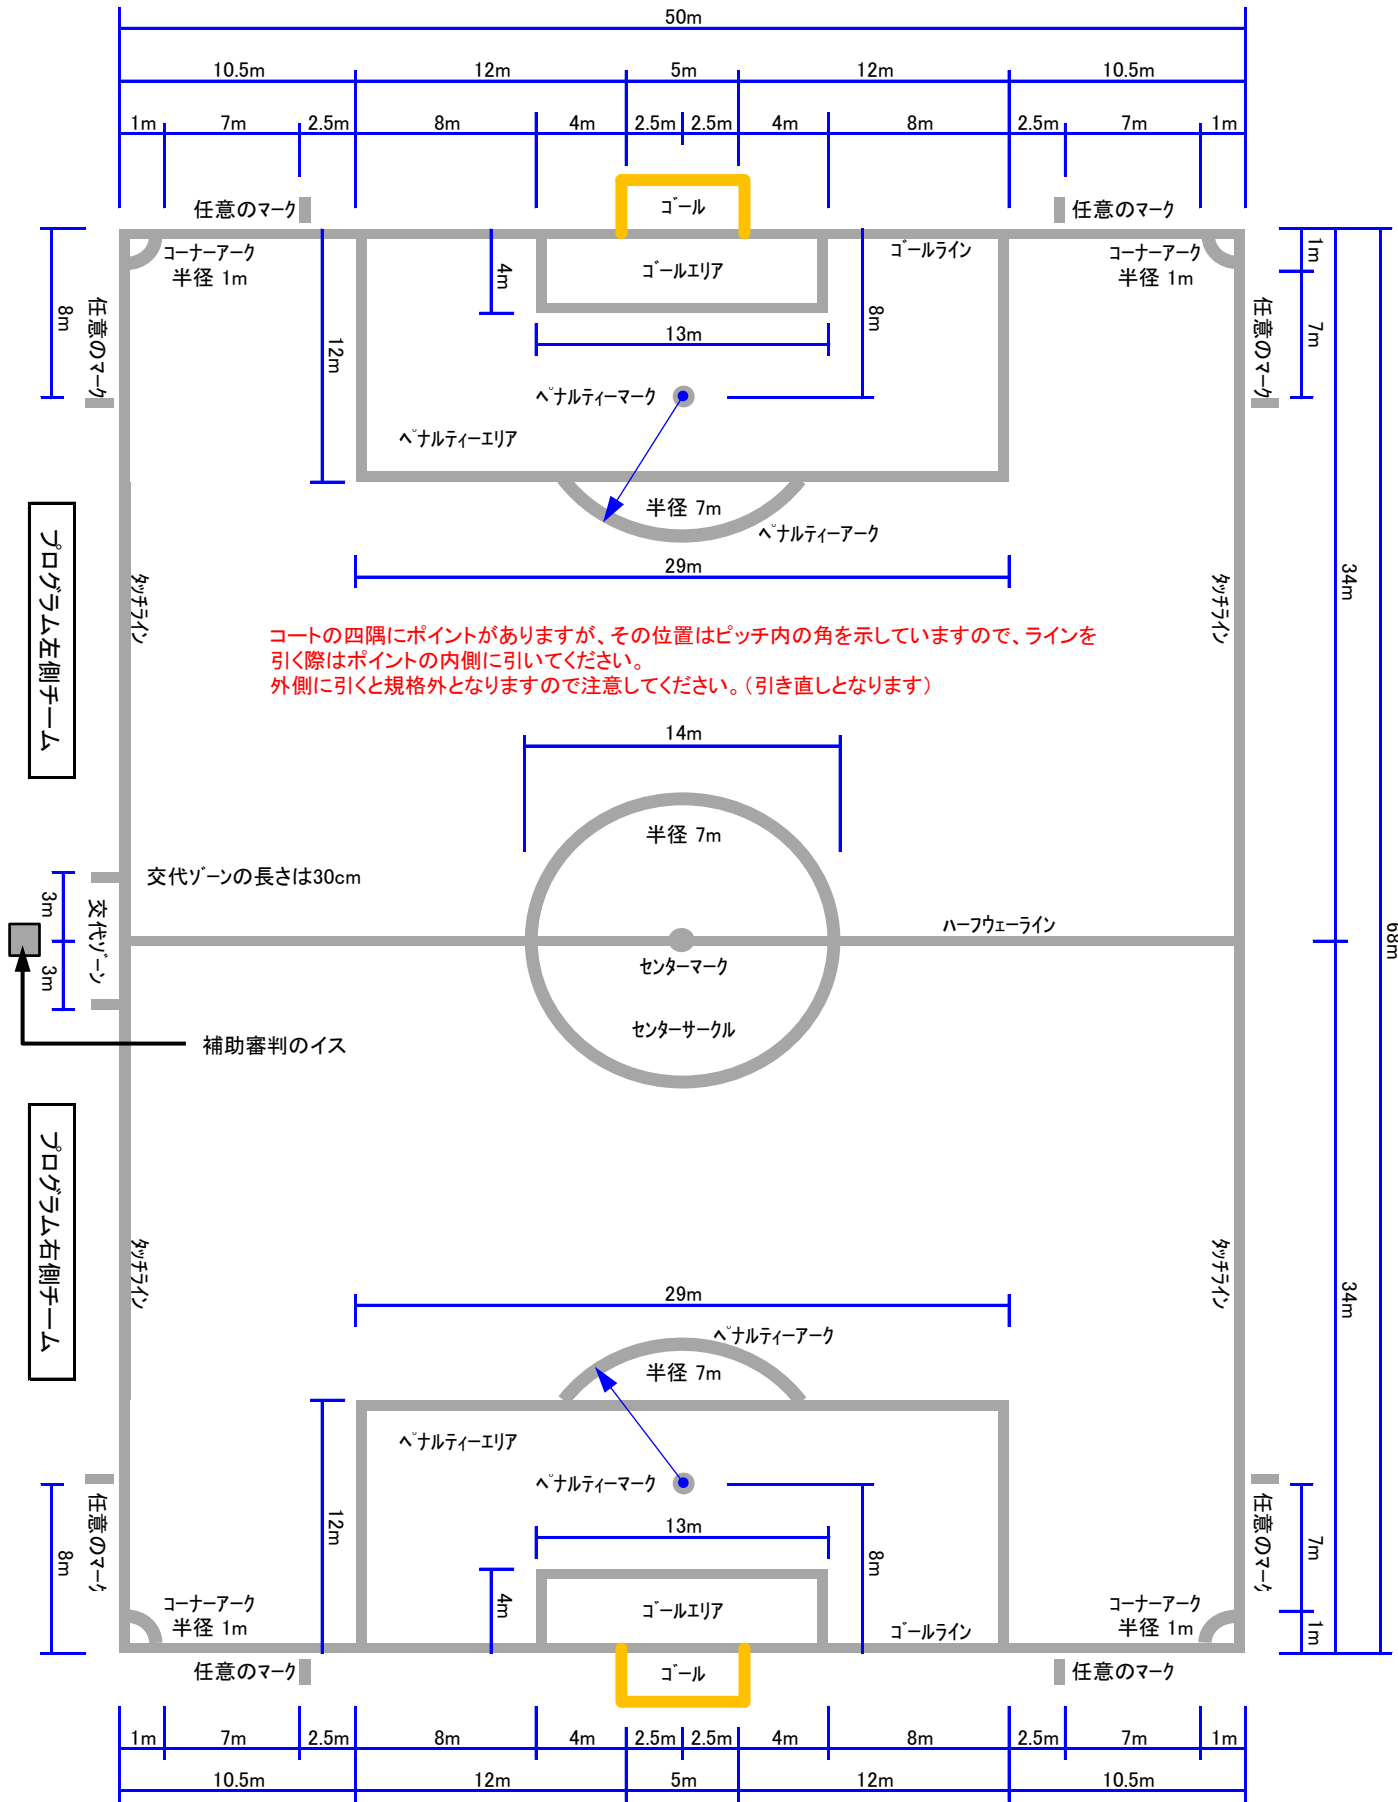 50m
10.5m 12m 5m 12m 10.5m
1m 7m 2.5m 8m 4m 2.5m 2.5m 4m 8m 2.5m 7m 1m
任意のマーク ゴール 任意のマーク
コーナーアーク
半径 1m
ゴールエリア
ゴールライン
コーナーアーク
半径 1m
8m
任意のマーク
4m
12m
13m
8m
任意のマーク
1m
7m
ペナルティーマーク
ペナルティーエリア
半径 7m
ペナルティーアーク
29m
プログラム左側チーム
タッチライン
タッチライン
34m
コートの四隅にポイントがありますが、その位置はピッチ内の角を示していますので、ラインを
引く際はポイントの内側に引いてください。
外側に引くと規格外となりますので注意してください。（引き直しとなります）
14m
半径 7m
交代ゾーンの長さは30cm
3m
3m
交代ゾーン
ハーフウェーライン
68m
センターマーク
センターサークル
補助審判のイス
プログラム右側チーム
タッチライン
タッチライン
34m
29m
ペナルティーアーク
半径 7m
ペナルティーエリア
ペナルティーマーク
12m
13m
8m
4m
8m
任意のマーク
任意のマーク
7m
1m
コーナーアーク
半径 1m
ゴールエリア
ゴールライン
コーナーアーク
半径 1m
任意のマーク ゴール 任意のマーク
1m 7m 2.5m 8m 4m 2.5m 2.5m 4m 8m 2.5m 7m 1m
10.5m 12m 5m 12m 10.5m